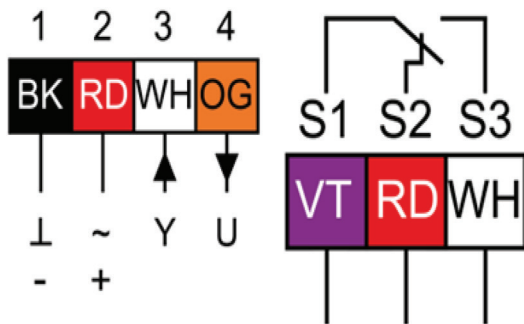 1 2 3 4
BK RD WH OG
⊥ ~ Y U
- +
S1 S2 S3
VT RD WH